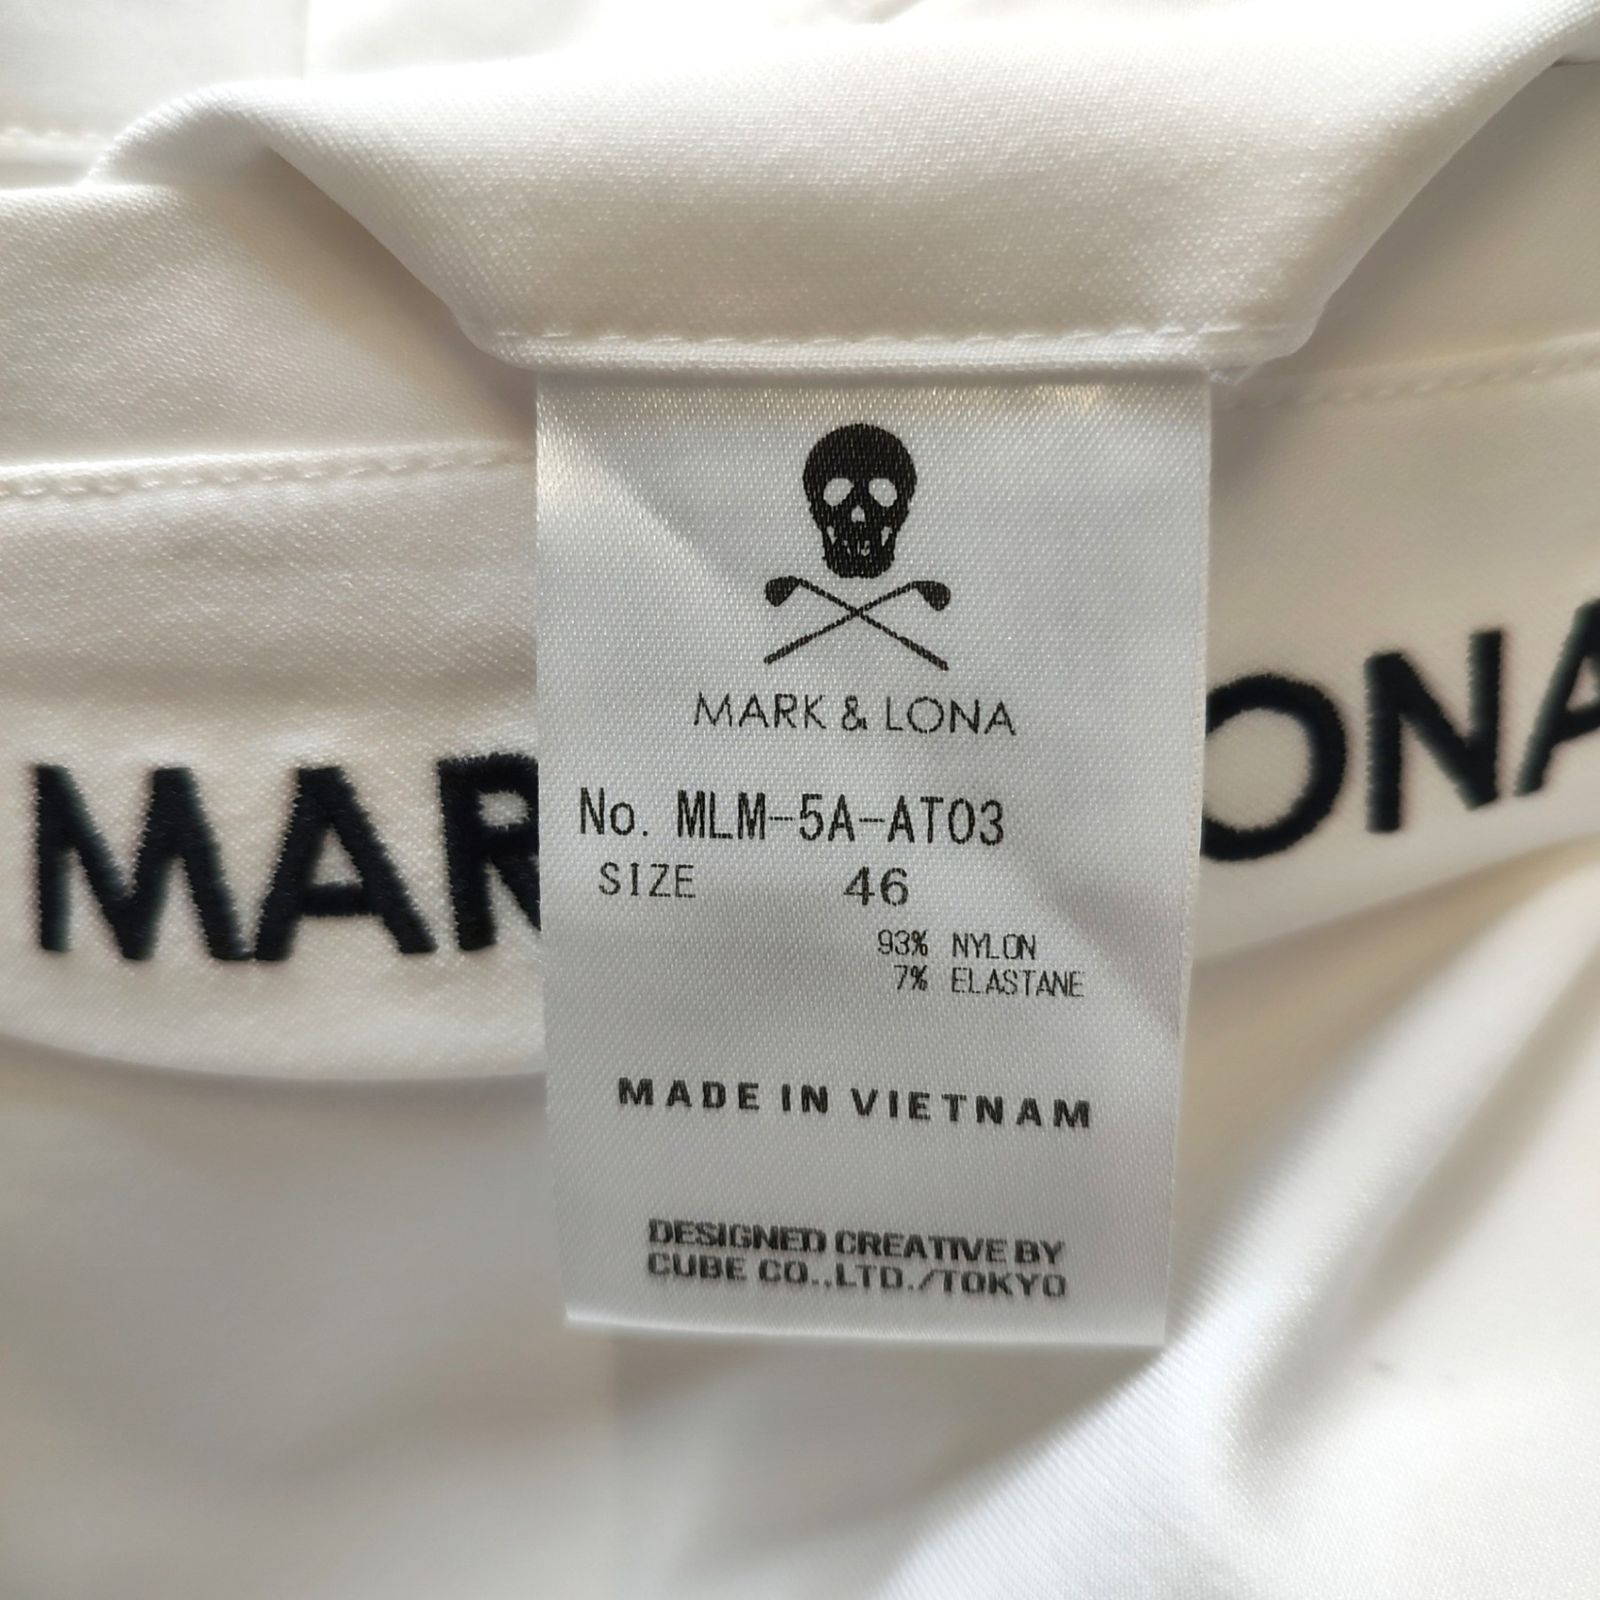 MARK & LONA
No. MLM-5A-AT03
SIZE 46
93% NYLON
7% ELASTANE
MADE IN VIETNAM
DESIGNED CREATIVE BY
CUBE CO.,LTD./TOKYO
MAR
ONA